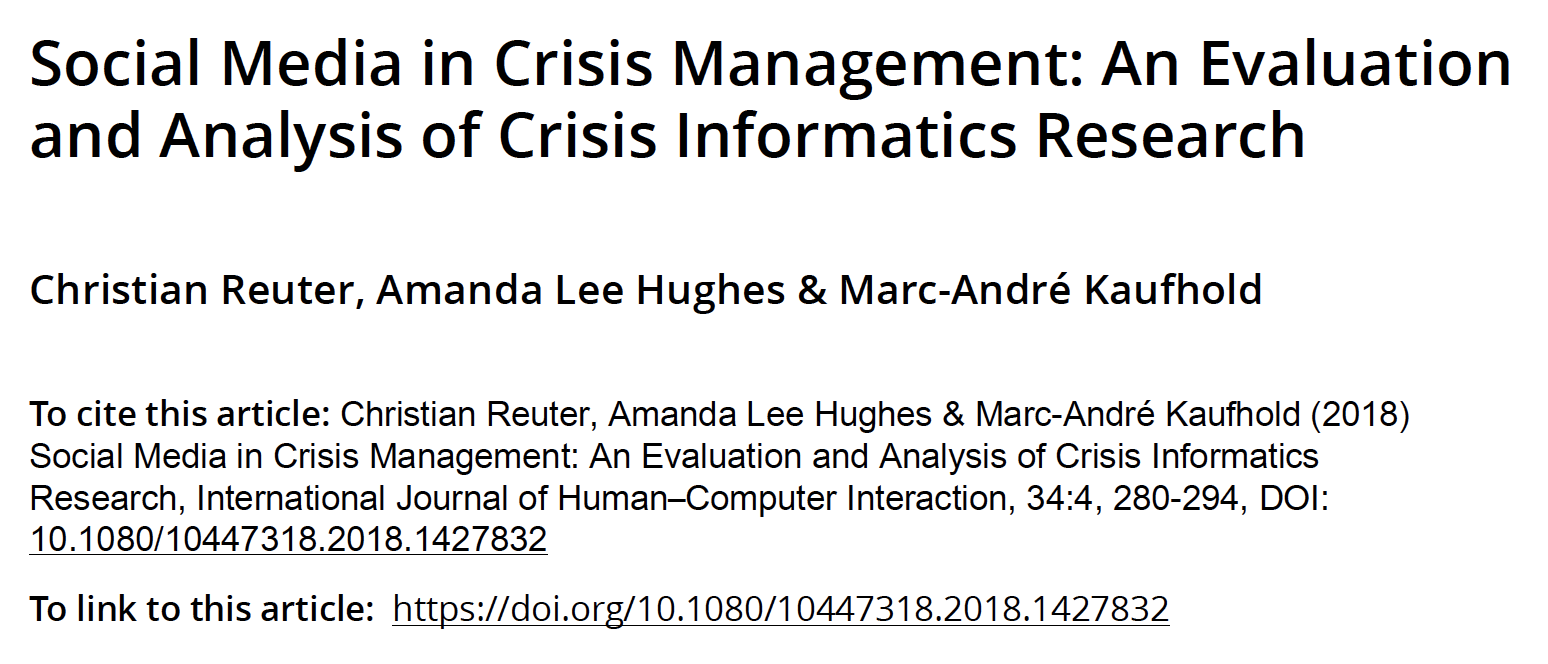 Social Media in Crisis Management: An Evaluation
and Analysis of Crisis Informatics Research
Christian Reuter, Amanda Lee Hughes & Marc-André Kaufhold
To cite this article: Christian Reuter, Amanda Lee Hughes & Marc-André Kaufhold (2018)
Social Media in Crisis Management: An Evaluation and Analysis of Crisis Informatics
Research, International Journal of Human–Computer Interaction, 34:4, 280-294, DOI:
10.1080/10447318.2018.1427832
To link to this article: https://doi.org/10.1080/10447318.2018.1427832